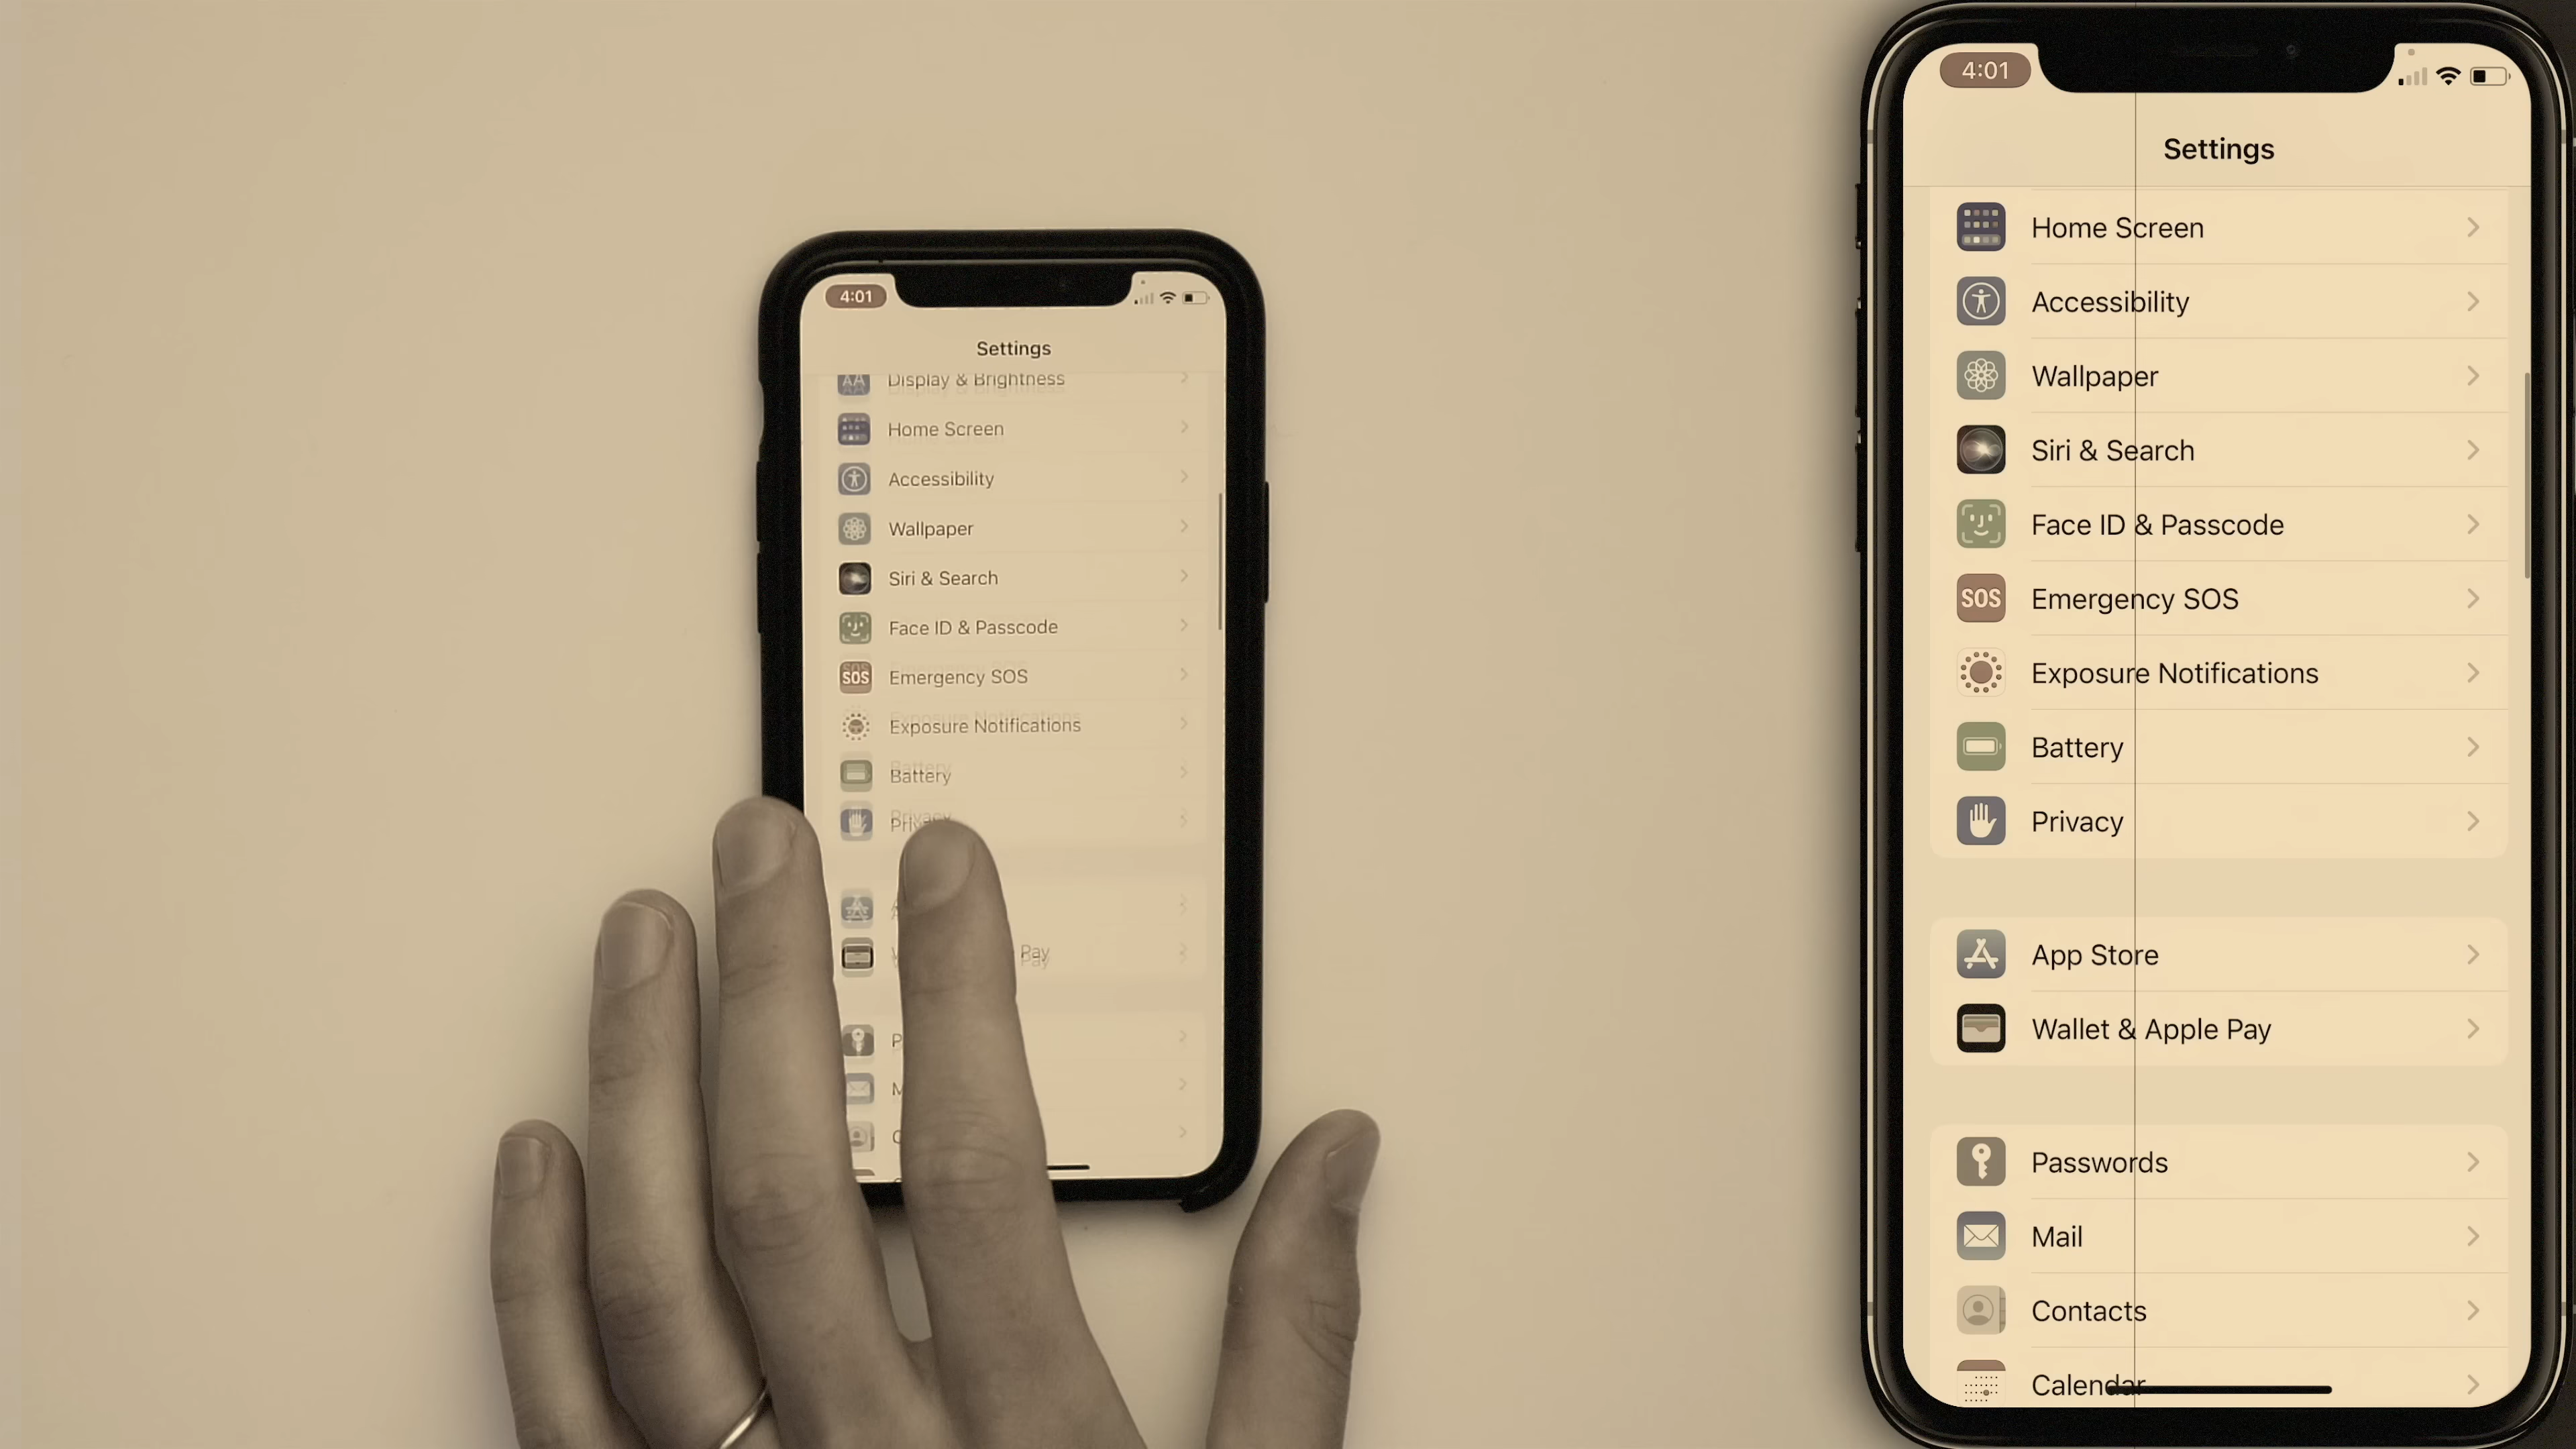 4:01
Settings
Display & Brightness
Home Screen
Accessibility
Wallpaper
Siri & Search
Face ID & Passcode
SOS Emergency SOS
Exposure Notifications
Battery
Privacy
Pay
4:01
Settings
Home Screen
Accessibility
Wallpaper
Siri & Search
Face ID & Passcode
SOS Emergency SOS
Exposure Notifications
Battery
Privacy
App Store
Wallet & Apple Pay
Passwords
Mail
Contacts
Calendar